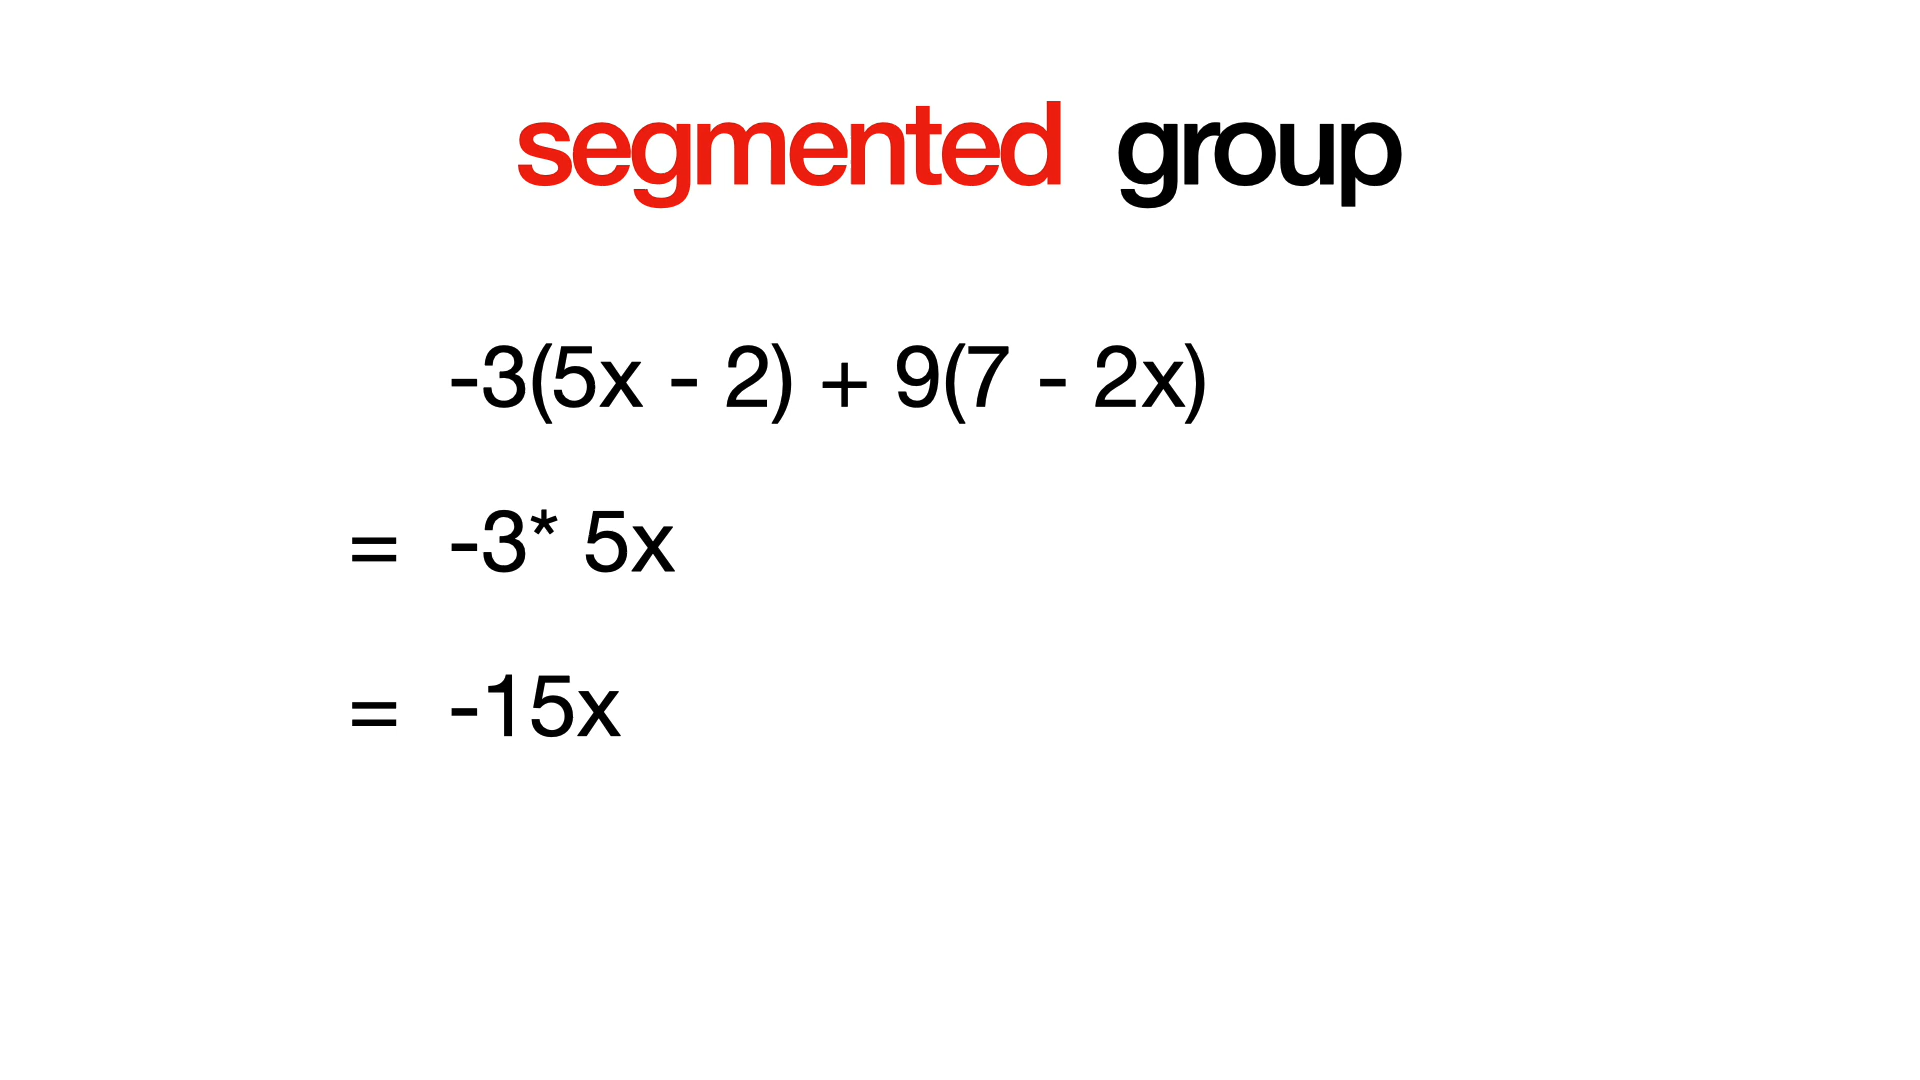 segmented group
-3(5x - 2) + 9(7 - 2x)
= -3* 5x
= -15x